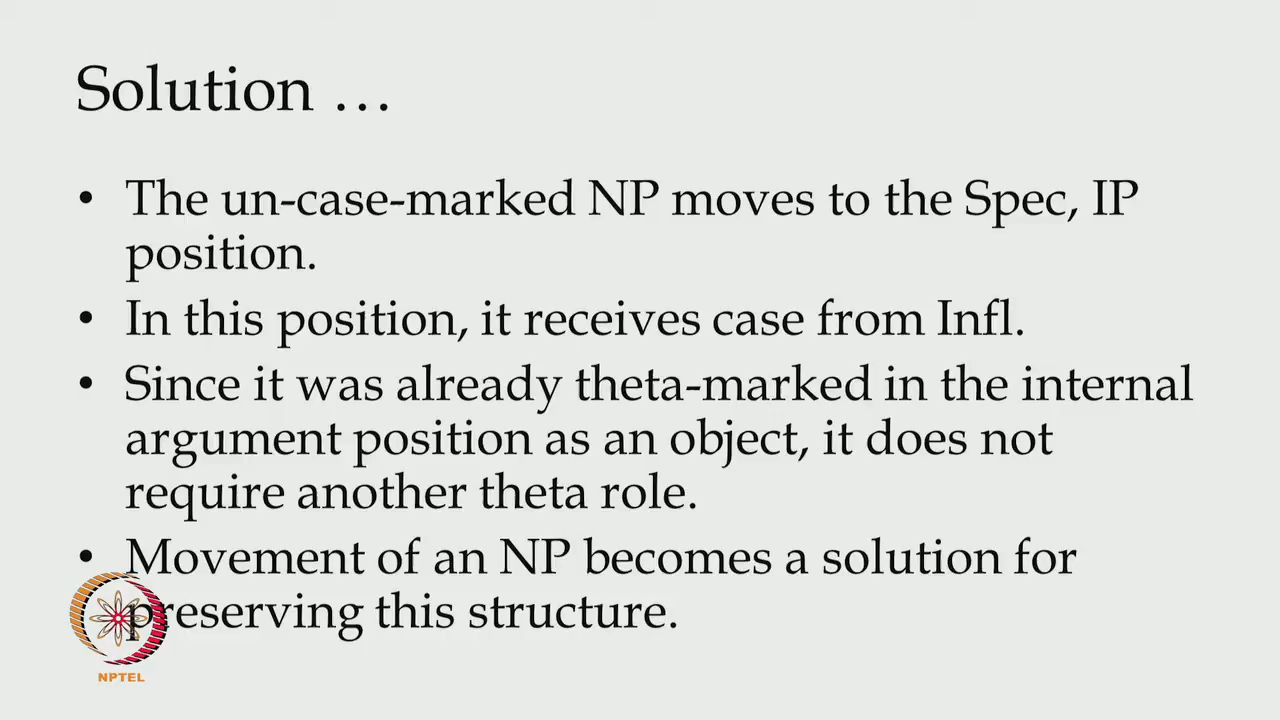 Solution …
• The un-case-marked NP moves to the Spec, IP
position.
• In this position, it receives case from Infl.
• Since it was already theta-marked in the internal
argument position as an object, it does not
require another theta role.
• Movement of an NP becomes a solution for
preserving this structure.
NPTEL